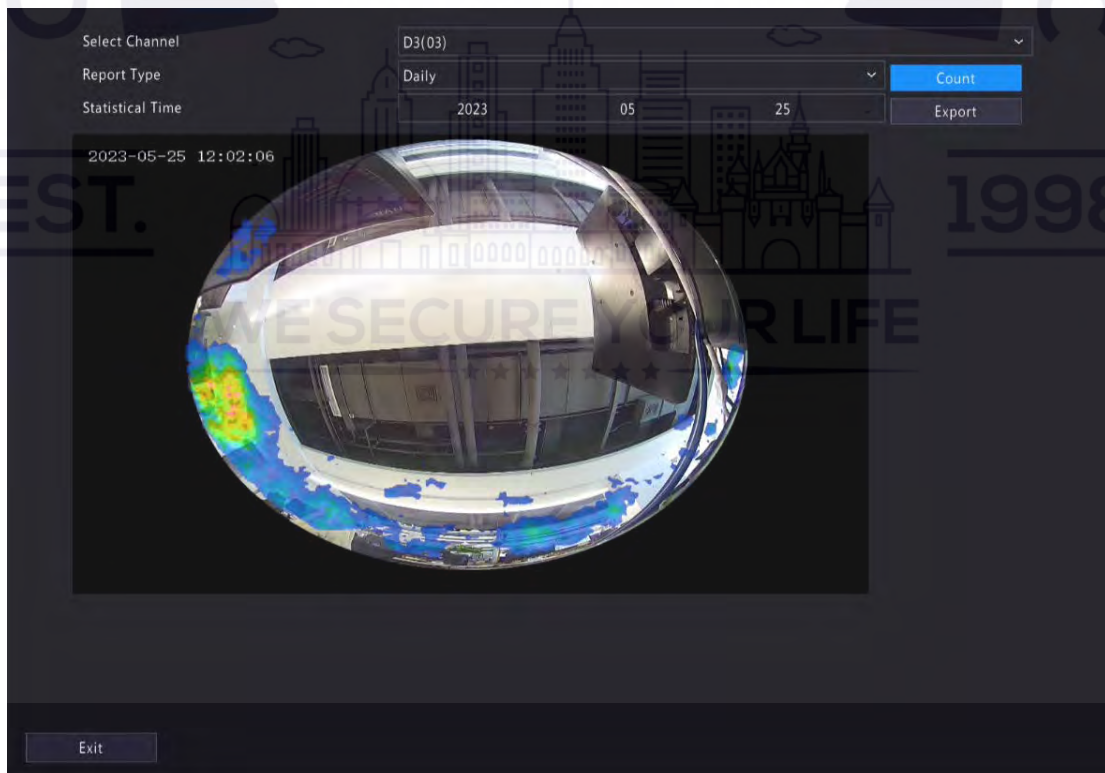 Select Channel D3(03)
Report Type Daily Count
Statistical Time 2023 05 25 Export
2023-05-25 12:02:06
EST. 1998
WE SECURE YOUR LIFE
Exit